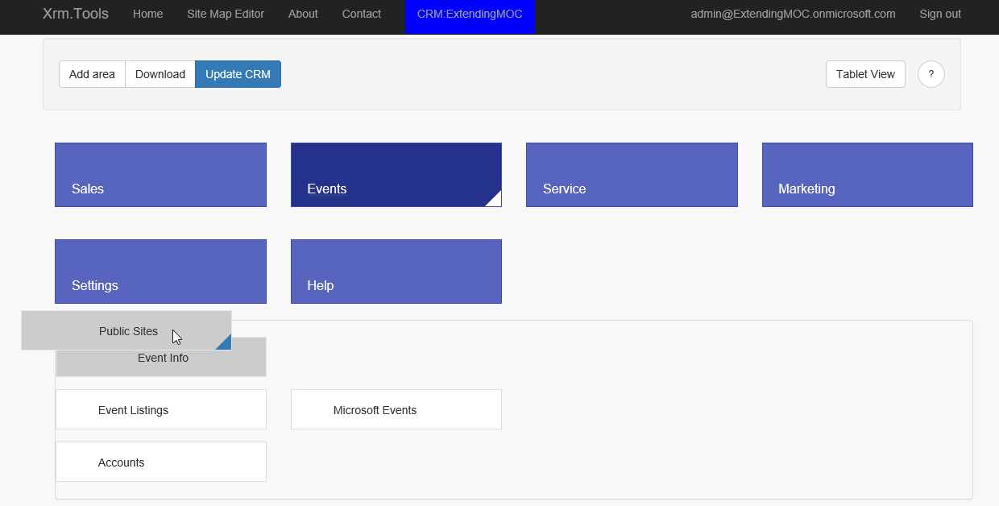 Xrm.Tools Home Site Map Editor About Contact CRM:ExtendingMOC admin@ExtendingMOC.onmicrosoft.com Sign out
Add area Download Update CRM Tablet View ?
Sales Events Service Marketing
Settings Help
Public Sites
Event Info
Event Listings Microsoft Events
Accounts